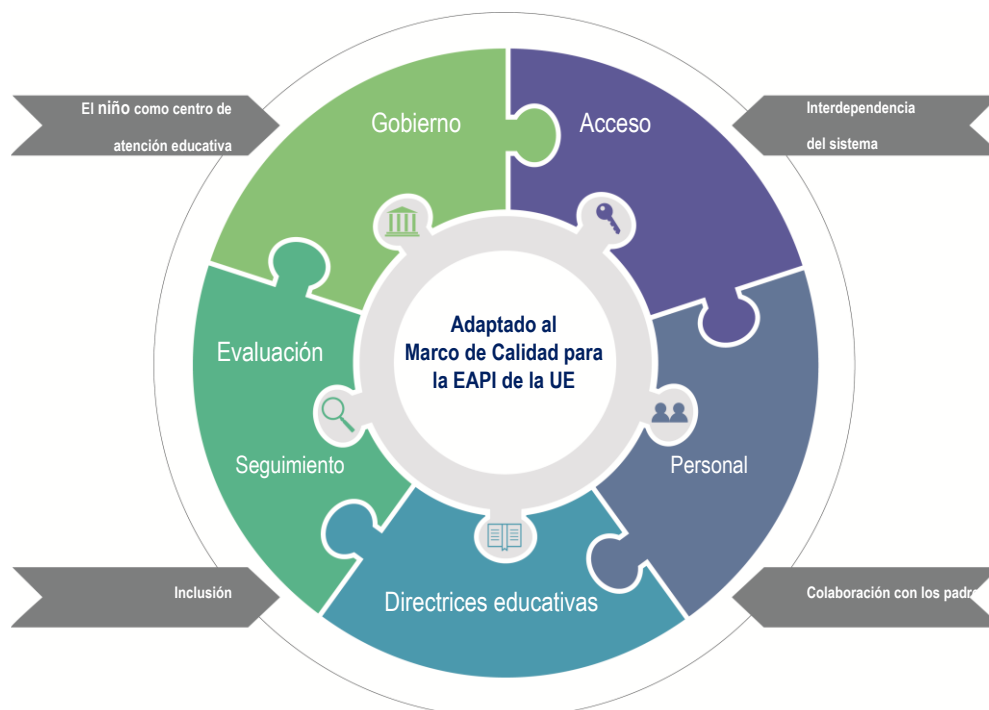 El niño como centro de
atención educativa
Gobierno
Acceso
Interdependencia
del sistema
Adaptado al
Marco de Calidad para
la EAPI de la UE
Evaluación
Seguimiento
Personal
Directrices educativas
Inclusión
Colaboración con los padre